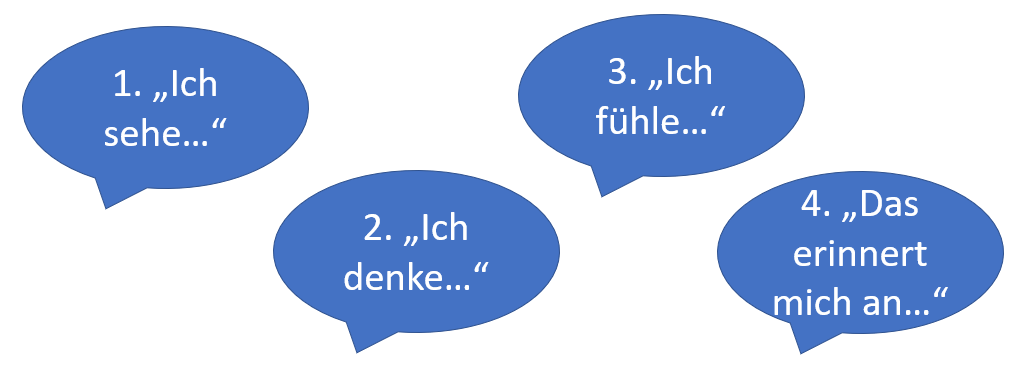 1. „Ich
sehe…“
2. „Ich
denke…“
3. „Ich
fühle…“
4. „Das
erinnert
mich an…“